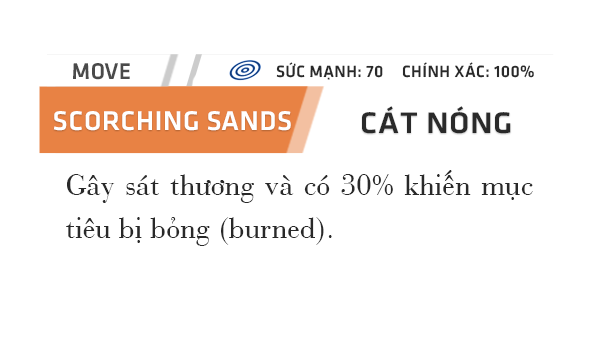 MOVE SỨC MẠNH: 70 CHÍNH XÁC: 100%
SCORCHING SANDS CÁT NÓNG
Gây sát thương và có 30% khiến mục
tiêu bị bỏng (burned).